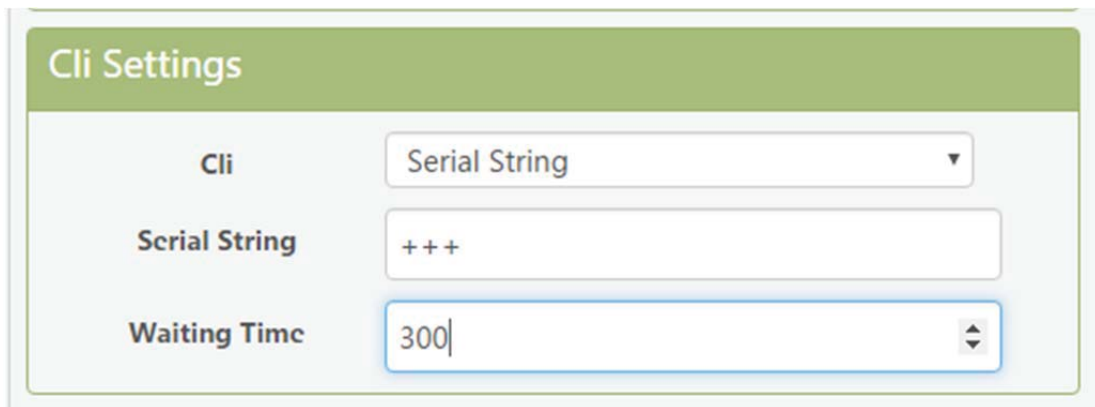 Cli Settings
Cli Serial String
Serial String +++
Waiting Time 300